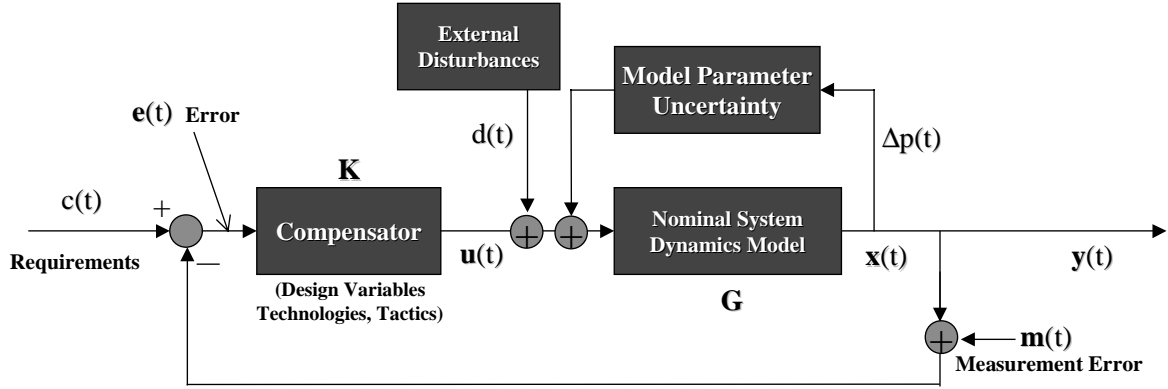 External
Disturbances
Model Parameter
Uncertainty
e(t) Error
d(t)
Δp(t)
K
c(t)
+
Compensator
Nominal System
Dynamics Model
+
+
Requirements
—
u(t)
x(t)
y(t)
(Design Variables
Technologies, Tactics)
G
+
m(t)
Measurement Error